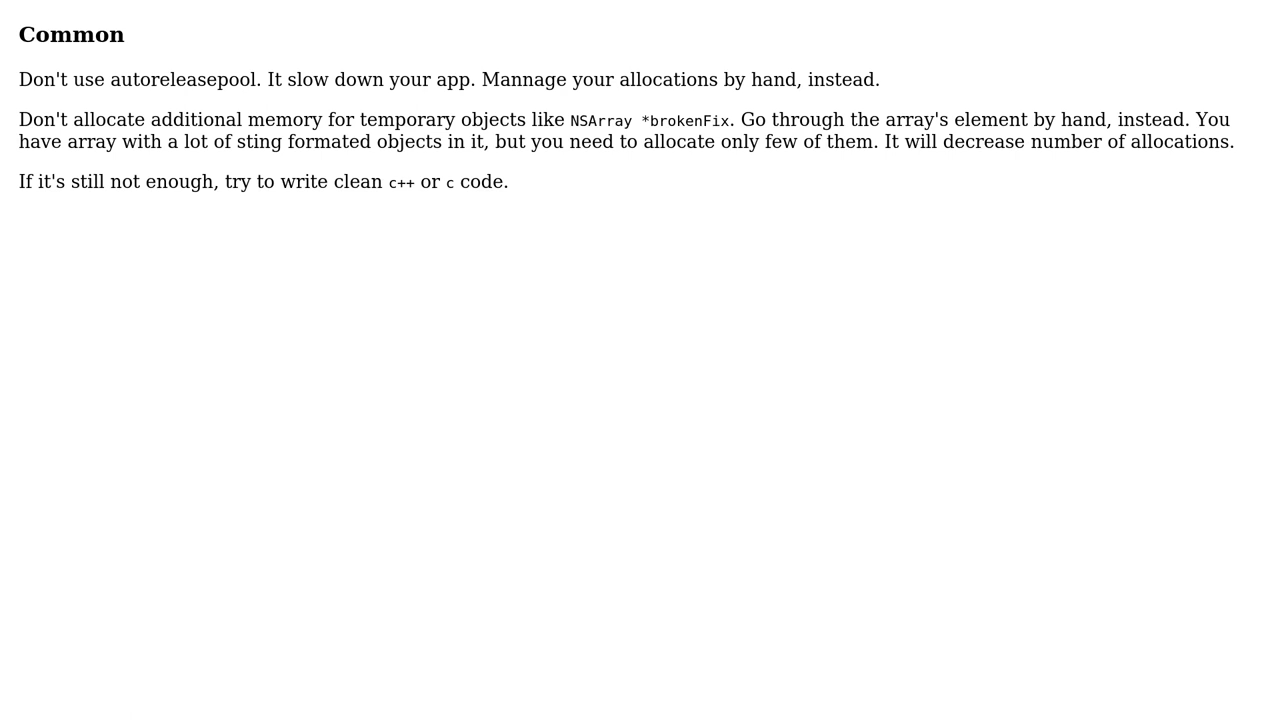 Common
Don't use autoreleasepool. It slow down your app. Mannage your allocations by hand, instead.
Don't allocate additional memory for temporary objects like NSArray *brokenFix. Go through the array's element by hand, instead. You
have array with a lot of sting formated objects in it, but you need to allocate only few of them. It will decrease number of allocations.
If it's still not enough, try to write clean c++ or c code.